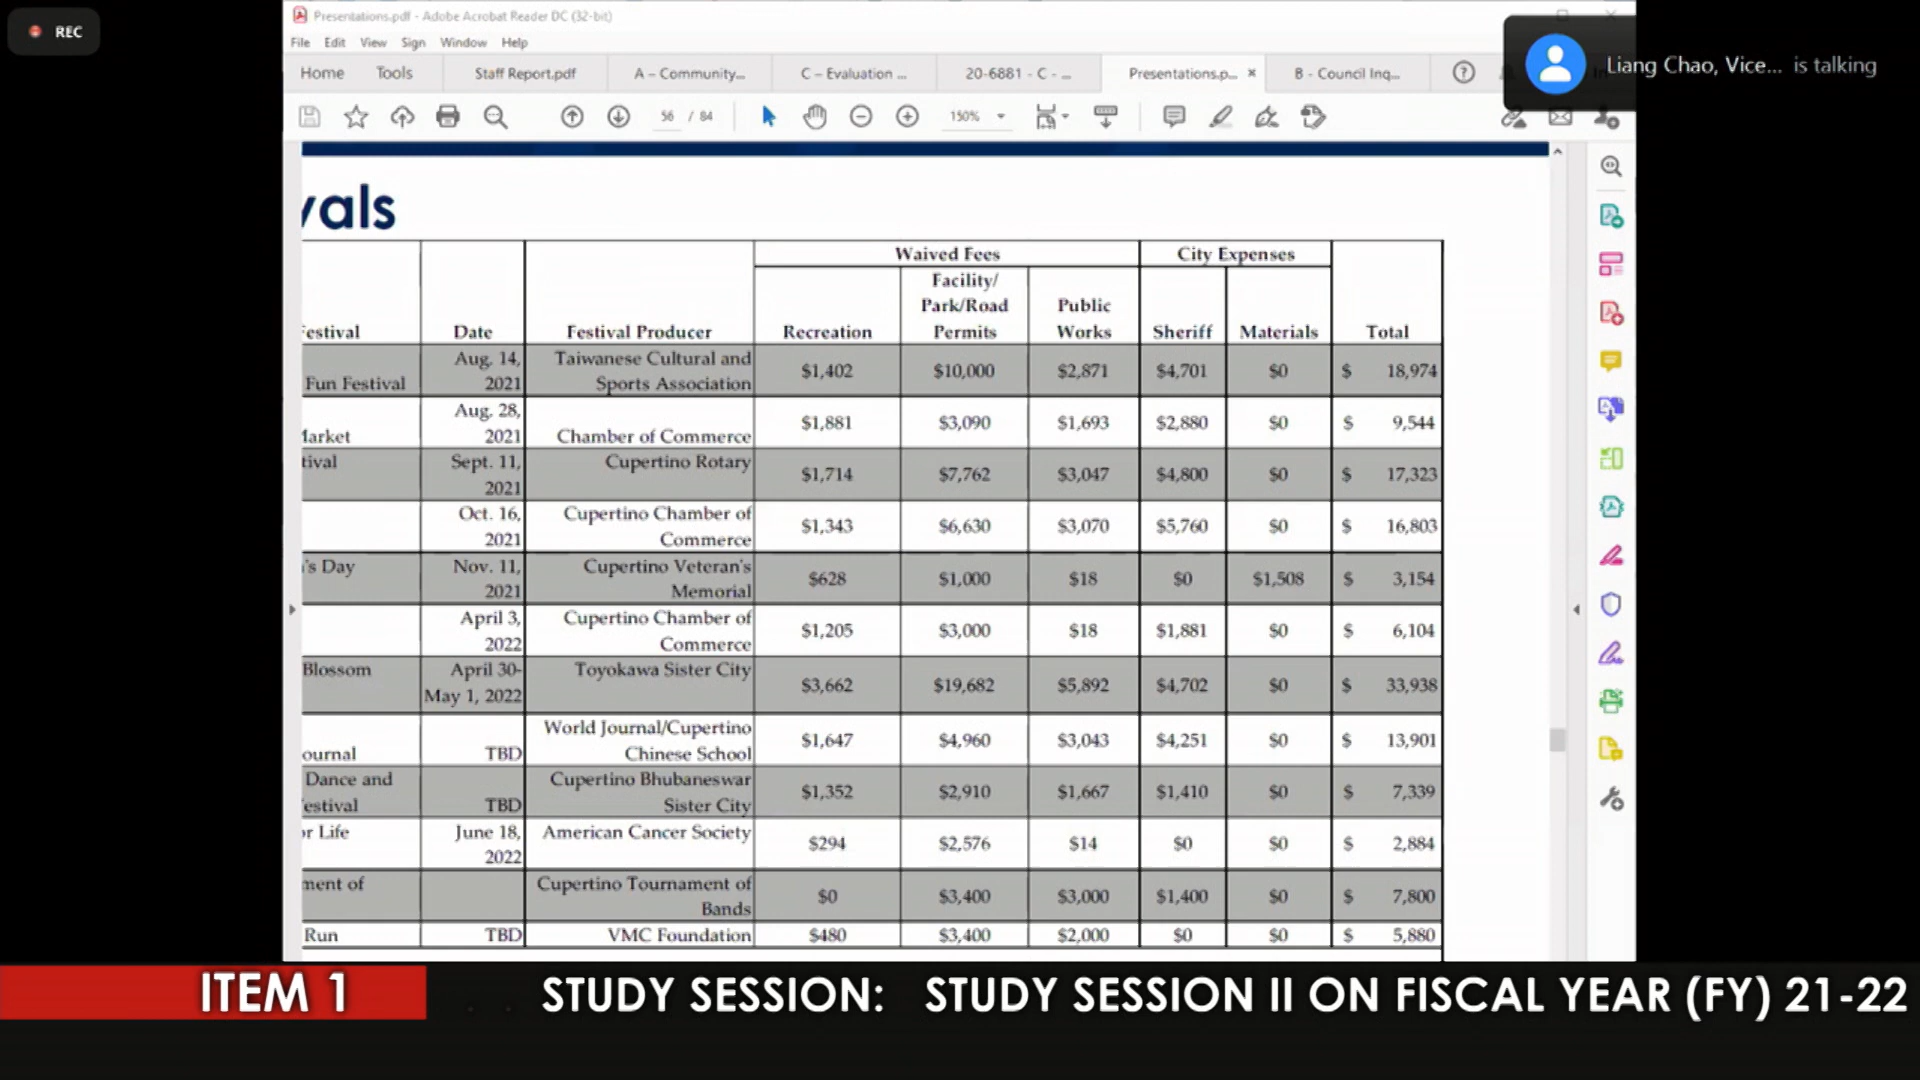 REC
Presentations.pdf - Adobe Acrobat Reader DC (32-bit)
File Edit View Sign Window Help
Home Tools Staff Report.pdf A – Community... C – Evaluation ... 20-6881 - C - ... Presentations.p... × B - Council Inq...
Liang Chao, Vice... is talking
56 / 84 150%
vals
Waived Fees City Expenses
Facility/
Park/Road Public
Festival Date Festival Producer Recreation Permits Works Sheriff Materials Total
Aug. 14, Taiwanese Cultural and
Fun Festival 2021 Sports Association $1,402 $10,000 $2,871 $4,701 $0 $ 18,974
Aug. 28,
Market 2021 Chamber of Commerce $1,881 $3,090 $1,693 $2,880 $0 $ 9,544
tival Sept. 11, Cupertino Rotary
2021 $1,714 $7,762 $3,047 $4,800 $0 $ 17,323
Oct. 16, Cupertino Chamber of
2021 Commerce $1,343 $6,630 $3,070 $5,760 $0 $ 16,803
's Day Nov. 11, Cupertino Veteran's
2021 Memorial $628 $1,000 $18 $0 $1,508 $ 3,154
April 3, Cupertino Chamber of
2022 Commerce $1,205 $3,000 $18 $1,881 $0 $ 6,104
Blossom April 30- Toyokawa Sister City
May 1, 2022 $3,662 $19,682 $5,892 $4,702 $0 $ 33,938
World Journal/Cupertino
ournal TBD Chinese School $1,647 $4,960 $3,043 $4,251 $0 $ 13,901
Dance and Cupertino Bhubaneswar
estival TBD Sister City $1,352 $2,910 $1,667 $1,410 $0 $ 7,339
or Life June 18, American Cancer Society
2022 $294 $2,576 $14 $0 $0 $ 2,884
ment of Cupertino Tournament of
Bands $0 $3,400 $3,000 $1,400 $0 $ 7,800
Run TBD VMC Foundation $480 $3,400 $2,000 $0 $0 $ 5,880
ITEM 1 STUDY SESSION: STUDY SESSION II ON FISCAL YEAR (FY) 21-22